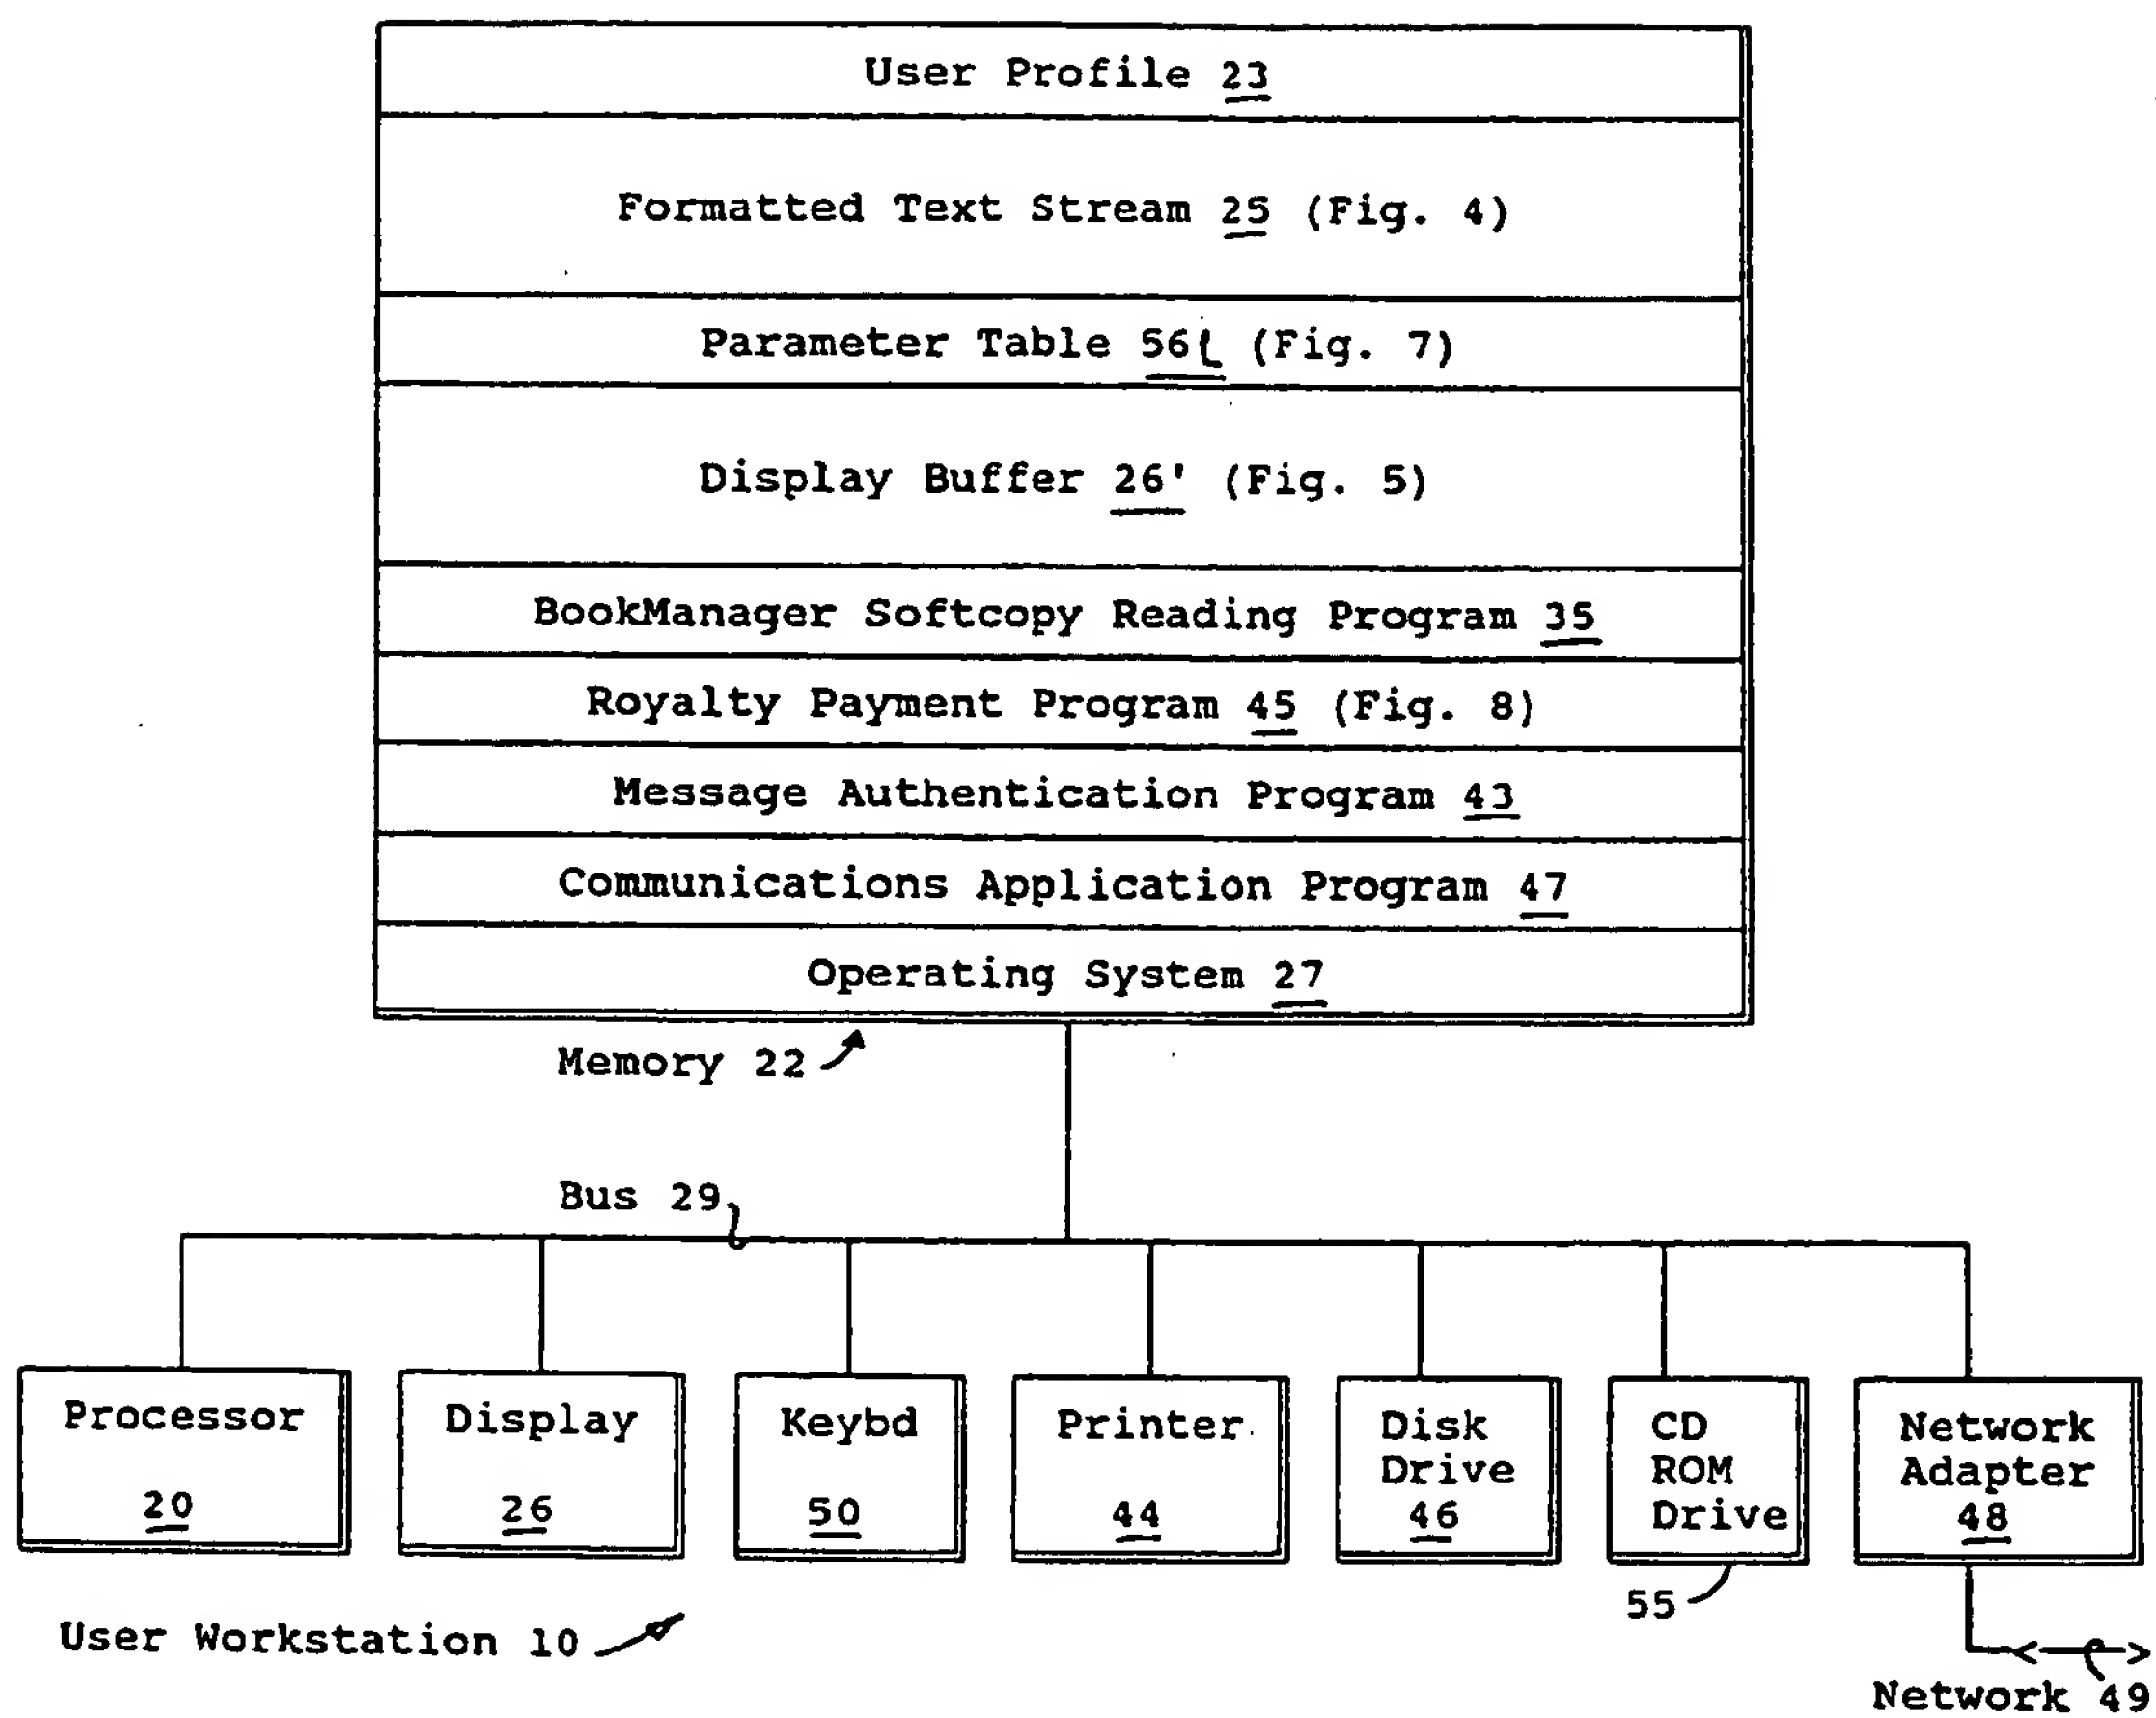 User Profile 23
Formatted Text Stream 25 (Fig. 4)
Parameter Table 56 (Fig. 7)
Display Buffer 26' (Fig. 5)
BookManager Softcopy Reading Program 35
Royalty Payment Program 45 (Fig. 8)
Message Authentication Program 43
Communications Application Program 47
Operating System 27
Memory 22
Bus 29
Processor
20
Display
26
Keybd
50
Printer
44
Disk
Drive
46
CD
ROM
Drive
55
Network
Adapter
48
User Workstation 10
Network 49